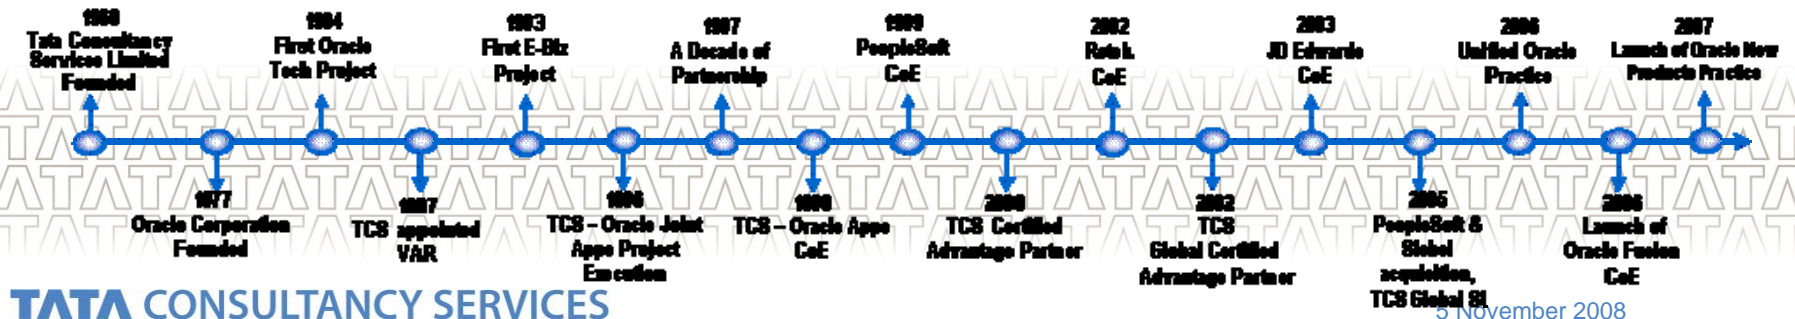 1968
Tata Consultancy
Services Limited
Founded
1984
First Oracle
Tech Project
1993
First E-Biz
Project
1997
A Decade of
Partnership
1999
PeopleSoft
CoE
2002
Retek
CoE
2003
JD Edwards
CoE
2006
Unified Oracle
Practice
2007
Launch of Oracle New
Products Practice
1977
Oracle Corporation
Founded
1987
TCS appointed
VAR
1996
TCS – Oracle Joint
Apps Project
Execution
1998
TCS – Oracle Apps
CoE
2000
TCS Certified
Advantage Partner
2002
TCS
Global Certified
Advantage Partner
2005
PeopleSoft &
Siebel
acquisition,
TCS Global SI
2006
Launch of
Oracle Fusion
CoE
TATA CONSULTANCY SERVICES
5 November 2008